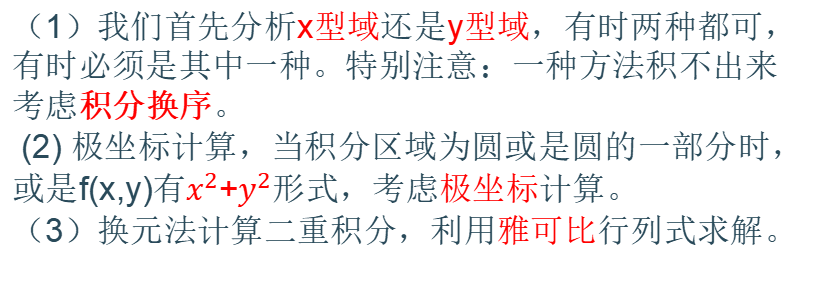 （1）我们首先分析x型域还是y型域，有时两种都可，
有时必须是其中一种。特别注意：一种方法积不出来
考虑积分换序。
(2) 极坐标计算，当积分区域为圆或是圆的一部分时，
或是f(x,y)有x²+y²形式，考虑极坐标计算。
（3）换元法计算二重积分，利用雅可比行列式求解。